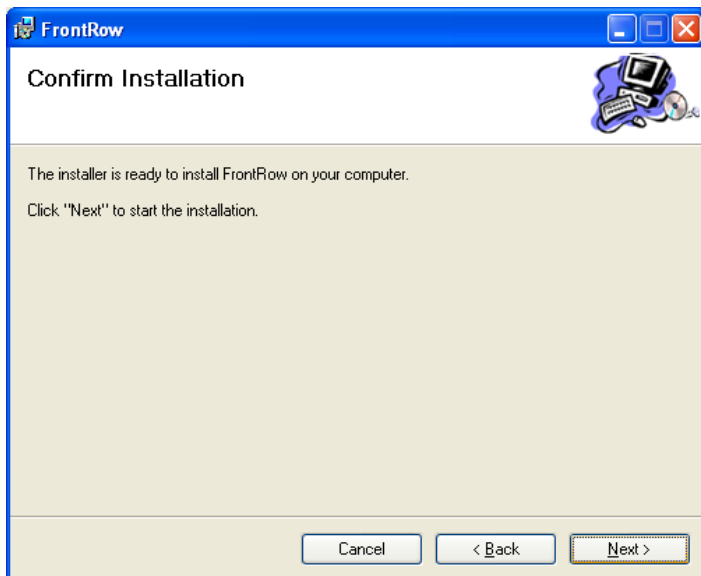 FrontRow
Confirm Installation
The installer is ready to install FrontRow on your computer.
Click "Next" to start the installation.
Cancel
< Back
Next >